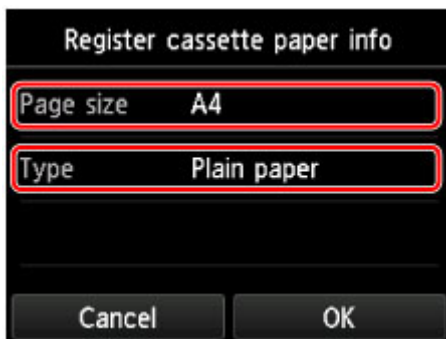 Register cassette paper info
Page size A4
Type Plain paper
Cancel OK